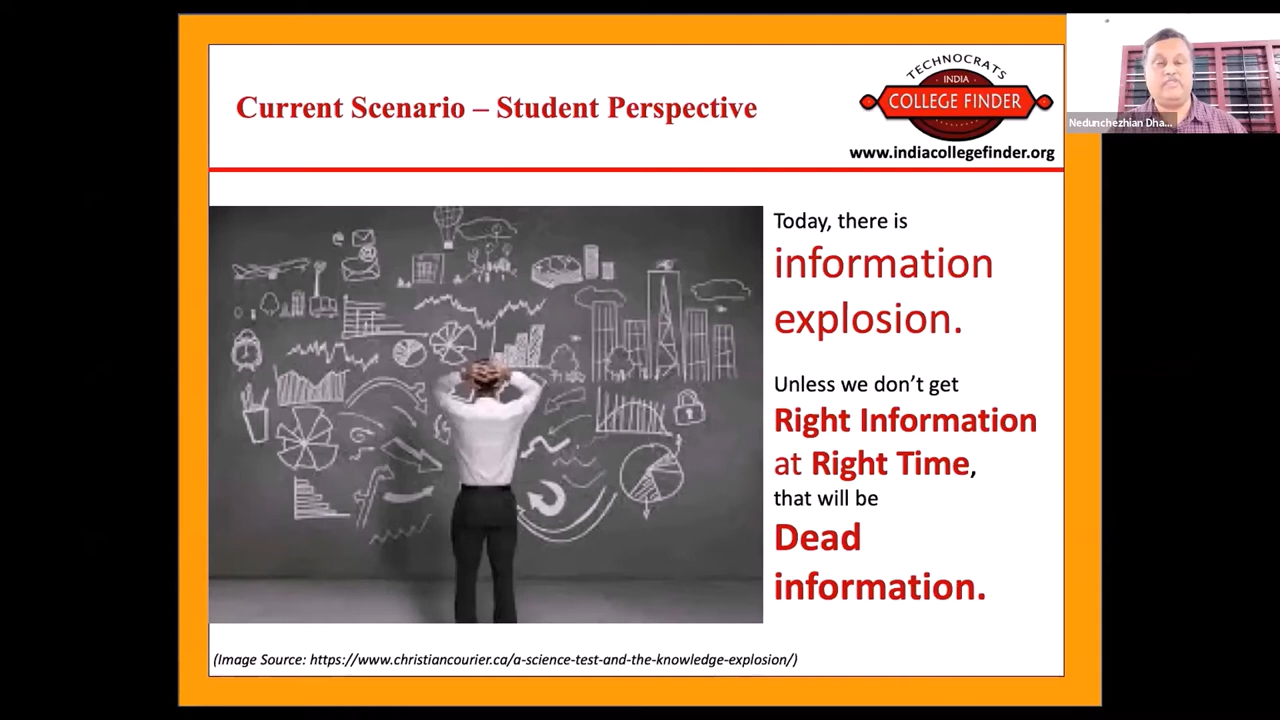 Current Scenario – Student Perspective
TECHNOCRATS
· INDIA ·
COLLEGE FINDER
www.indiacollegefinder.org
Nedunchezhian Dha...
Today, there is
information
explosion.
Unless we don’t get
Right Information
at Right Time,
that will be
Dead
information.
(Image Source: https://www.christiancourier.ca/a-science-test-and-the-knowledge-explosion/)